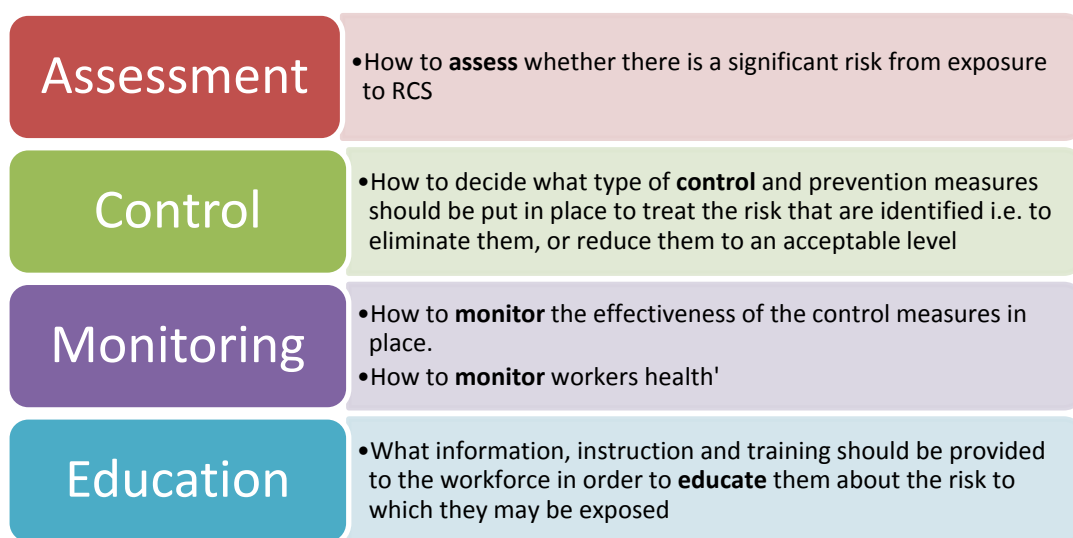 Assessment
•How to assess whether there is a significant risk from exposure
to RCS
Control
•How to decide what type of control and prevention measures
should be put in place to treat the risk that are identified i.e. to
eliminate them, or reduce them to an acceptable level
Monitoring
•How to monitor the effectiveness of the control measures in
place.
•How to monitor workers health'
Education
•What information, instruction and training should be provided
to the workforce in order to educate them about the risk to
which they may be exposed